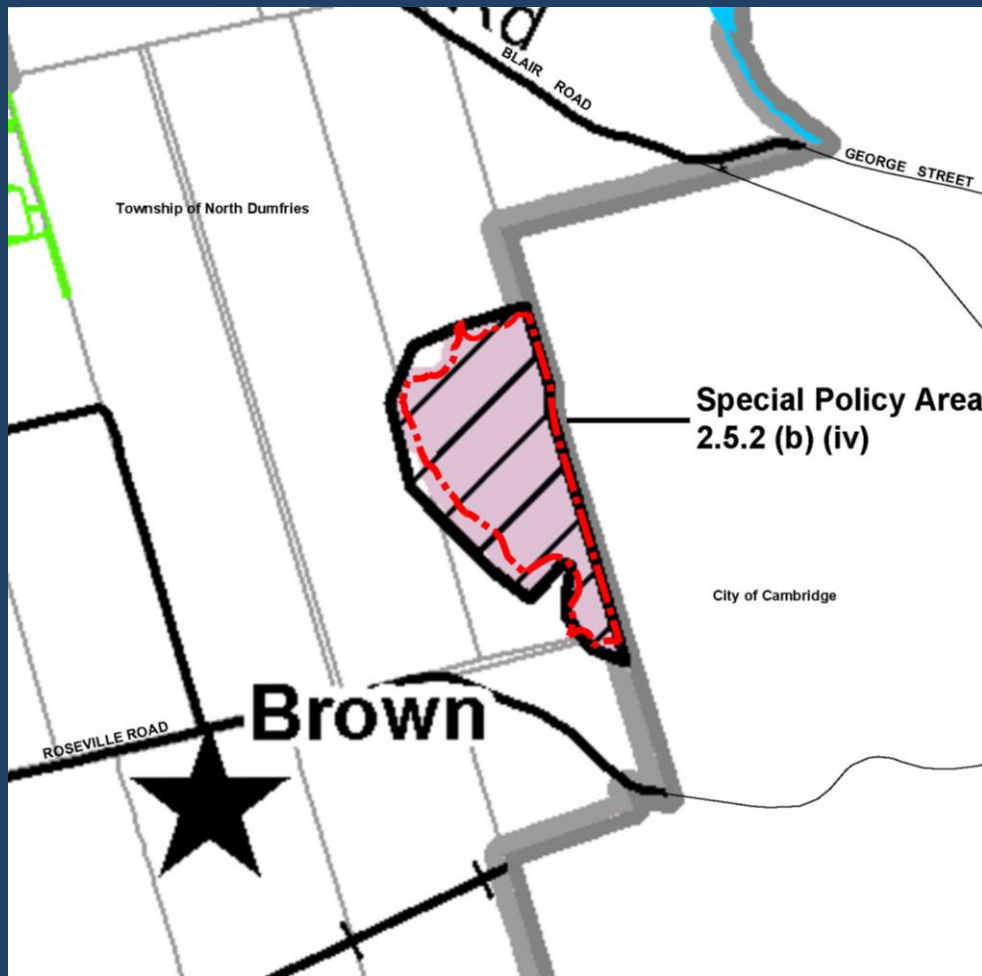 Rd
BLAIR ROAD
GEORGE STREET
Township of North Dumfries
Special Policy Area
2.5.2 (b) (iv)
City of Cambridge
Brown
ROSEVILLE ROAD